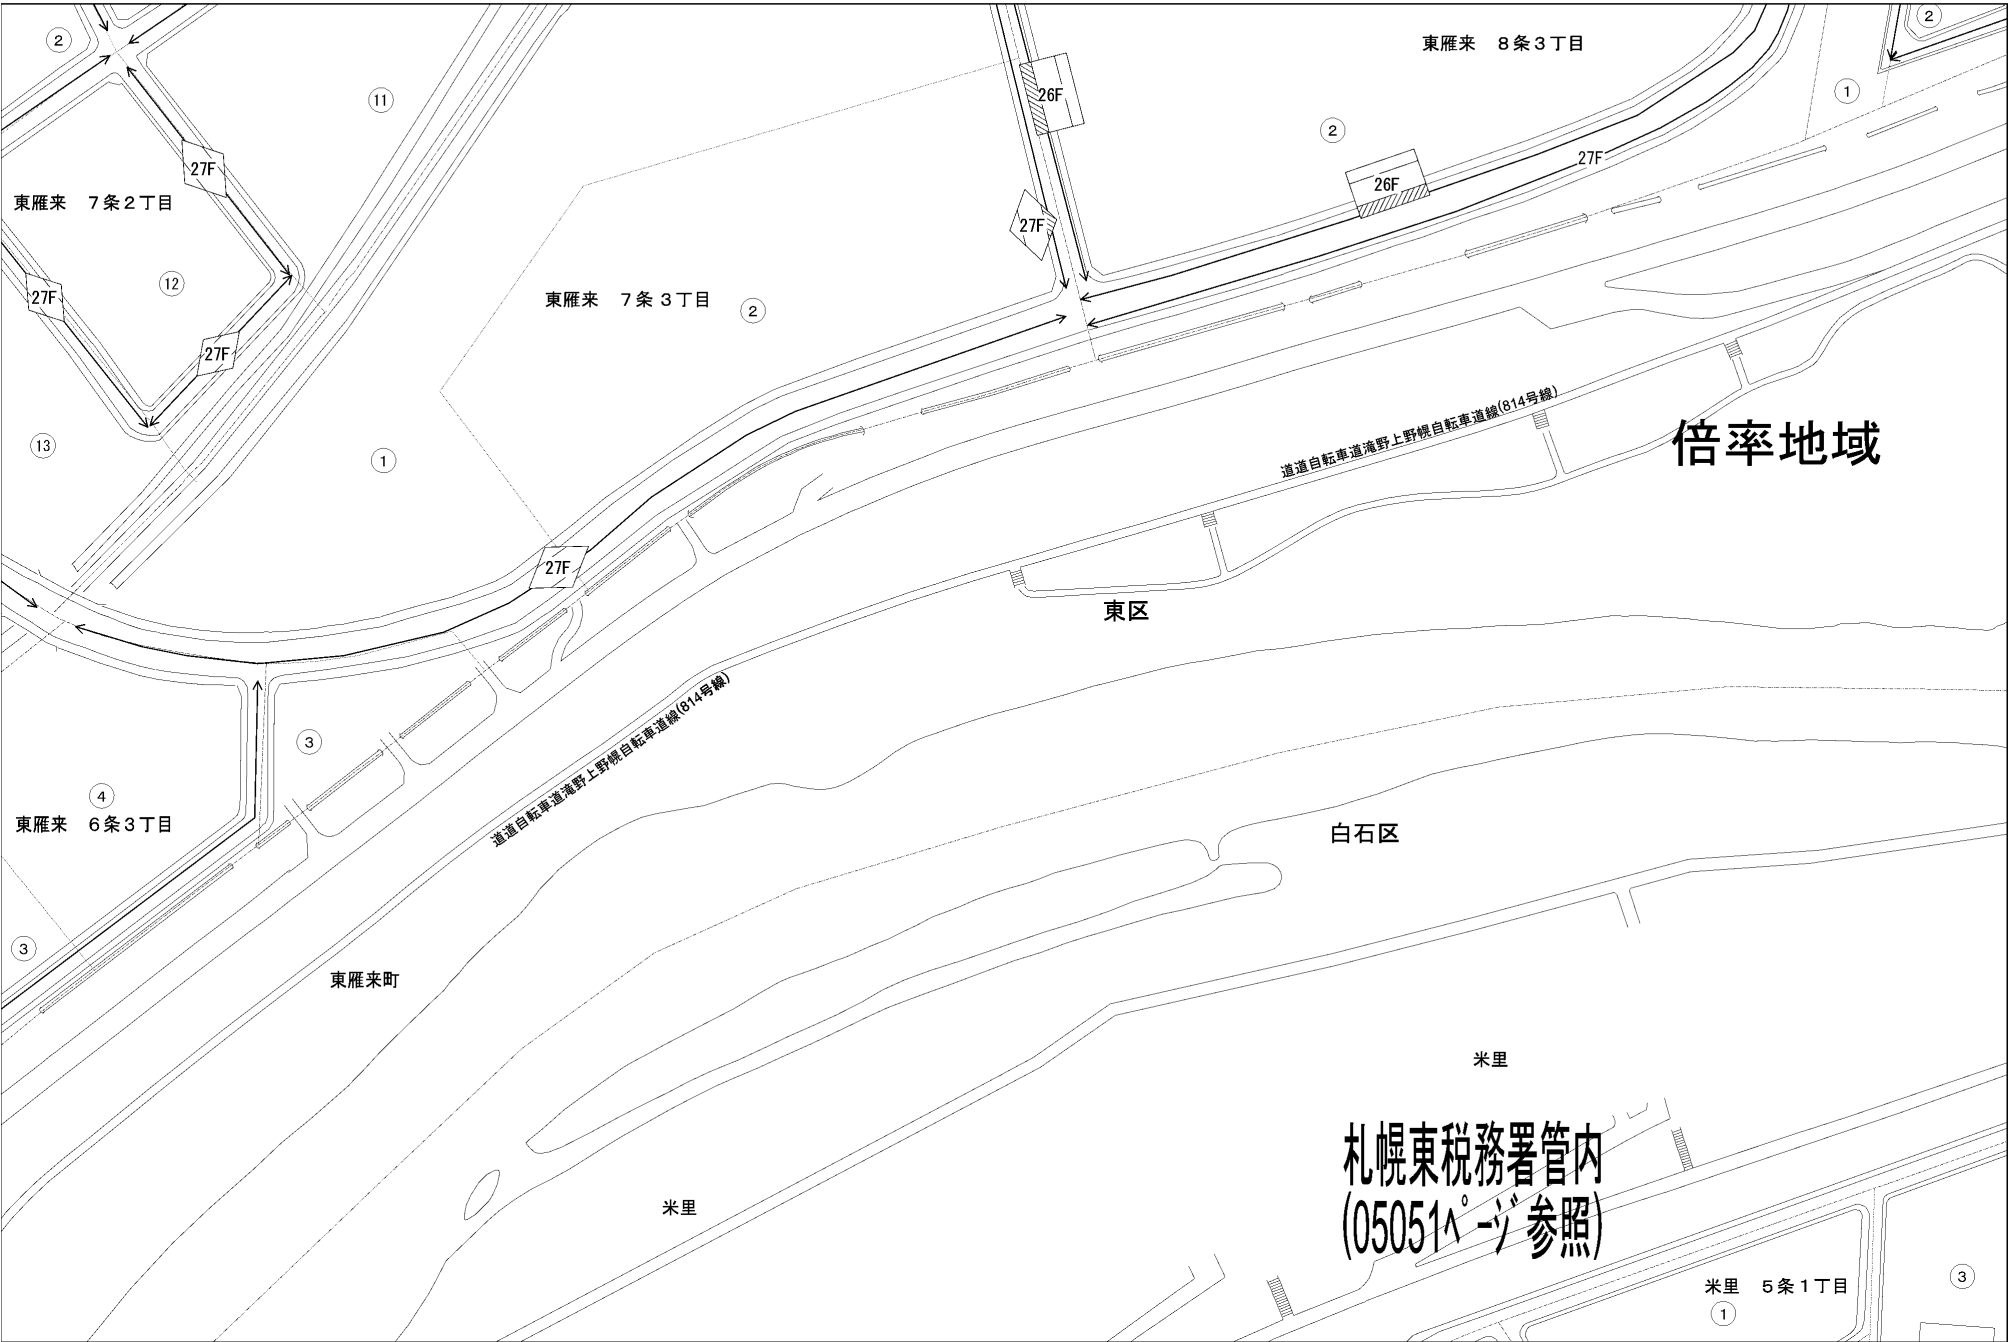 ②
東雁来　８条３丁目
②
①
⑪
26F
②
27F
27F
26F
東雁来　７条２丁目
27F
⑫
27F
東雁来　７条３丁目
②
27F
⑬
①
道道自転車道滝野上野幌自転車道線(814号線)
倍率地域
27F
東区
道道自転車道滝野上野幌自転車道線(814号線)
③
④
東雁来　６条３丁目
白石区
③
東雁来町
米里
札幌東税務署管内
(05051ﾍﾟｰｼﾞ参照)
米里
米里　５条１丁目
③
①